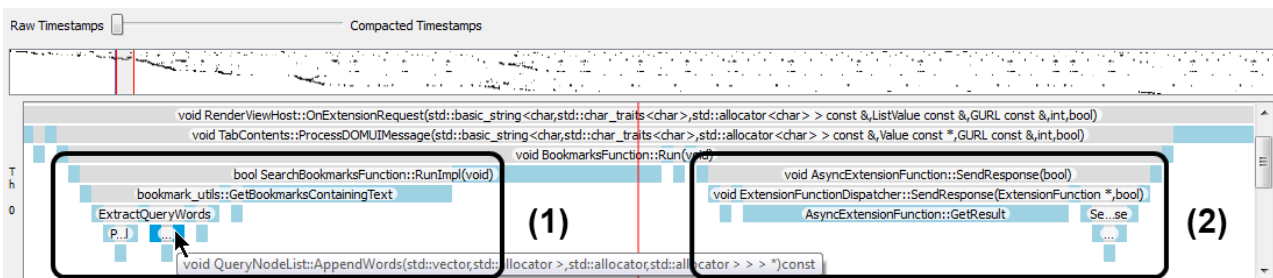 Raw Timestamps Compacted Timestamps
void RenderViewHost::OnExtensionRequest(std::basic_string<char,std::char_traits<char>,std::allocator<char> > const &,ListValue const &,GURL const &,int,bool)
void TabContents::ProcessDOMUIMessage(std::basic_string<char,std::char_traits<char>,std::allocator<char> > const &,Value const *,GURL const &,int,bool)
void BookmarksFunction::Run(void)
Th 0
bool SearchBookmarksFunction::RunImpl(void) void AsyncExtensionFunction::SendResponse(bool)
bookmark_utils::GetBookmarksContainingText void ExtensionFunctionDispatcher::SendResponse(ExtensionFunction *,bool)
ExtractQueryWords (1) AsyncExtensionFunction::GetResult Se...se (2)
P...l ... ...
void QueryNodeList::AppendWords(std::vector,std::allocator >,std::allocator,std::allocator > > > *)const